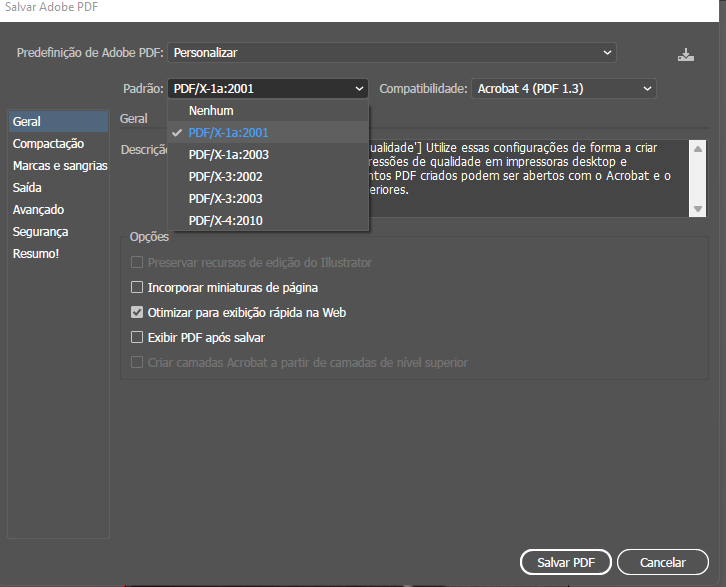 Salvar Adobe PDF
Predefinição de Adobe PDF: Personalizar
Padrão: PDF/X-1a:2001 Compatibilidade: Acrobat 4 (PDF 1.3)
Nenhum
PDF/X-1a:2001
PDF/X-1a:2003
PDF/X-3:2002
PDF/X-3:2003
PDF/X-4:2010
Geral
Compactação
Marcas e sangrias
Saída
Avançado
Segurança
Resumo!
Geral
ualidade'] Utilize essas configurações de forma a criar
ressões de qualidade em impressoras desktop e
ntos PDF criados podem ser abertos com o Acrobat e o
eriores.
Opções
Preservar recursos de edição do Illustrator
Incorporar miniaturas de página
Otimizar para exibição rápida na Web
Exibir PDF após salvar
Criar camadas Acrobat a partir de camadas de nível superior
Salvar PDF Cancelar